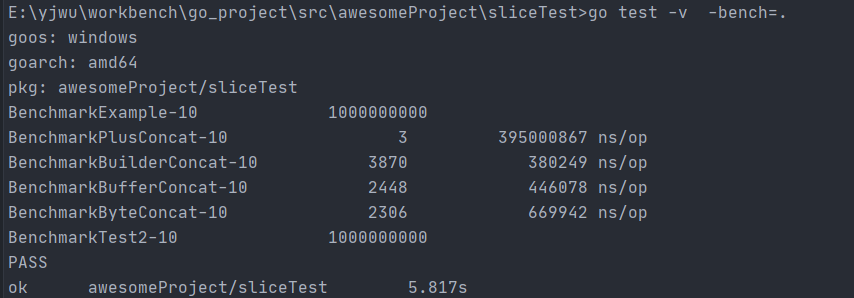 E:\yjwu\workbench\go_project\src\awesomeProject\sliceTest>go test -v  -bench=.
goos: windows
goarch: amd64
pkg: awesomeProject/sliceTest
BenchmarkExample-10             1000000000
BenchmarkPlusConcat-10                 3         395000867 ns/op
BenchmarkBuilderConcat-10           3870            380249 ns/op
BenchmarkBufferConcat-10            2448            446078 ns/op
BenchmarkByteConcat-10              2306            669942 ns/op
BenchmarkTest2-10               1000000000
PASS
ok      awesomeProject/sliceTest        5.817s